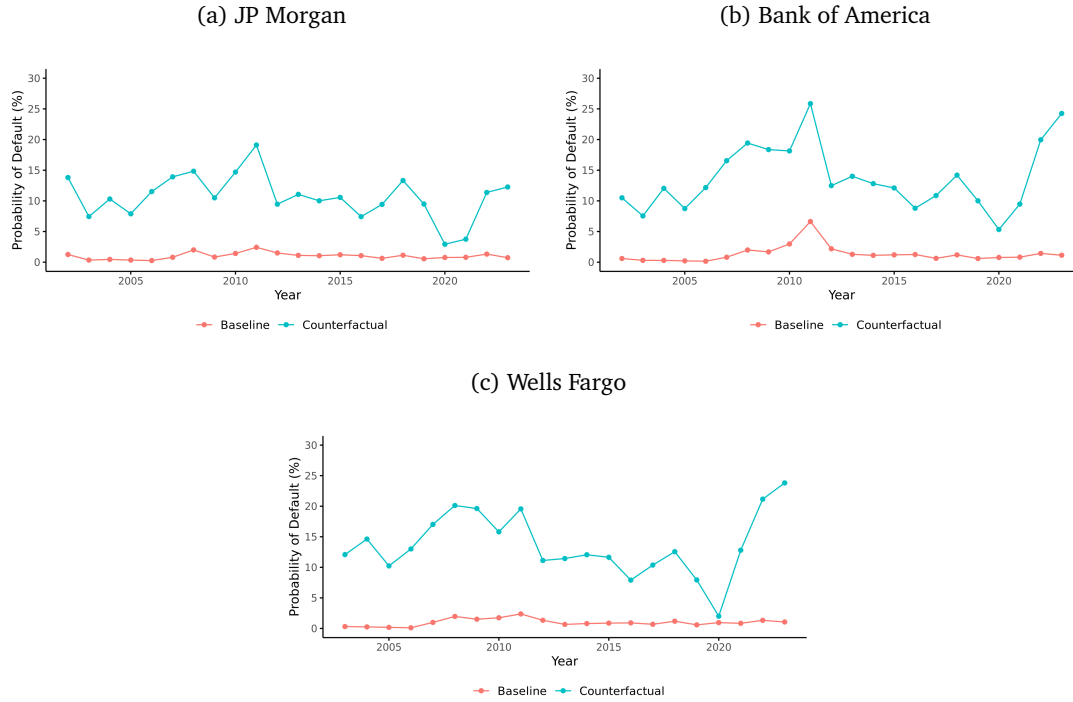 (a) JP Morgan
Probability of Default (%)
30
25
20
15
10
5
0
2005 2010 2015 2020
Year
Baseline Counterfactual
(b) Bank of America
Probability of Default (%)
30
25
20
15
10
5
0
2005 2010 2015 2020
Year
Baseline Counterfactual
(c) Wells Fargo
Probability of Default (%)
30
25
20
15
10
5
0
2005 2010 2015 2020
Year
Baseline Counterfactual